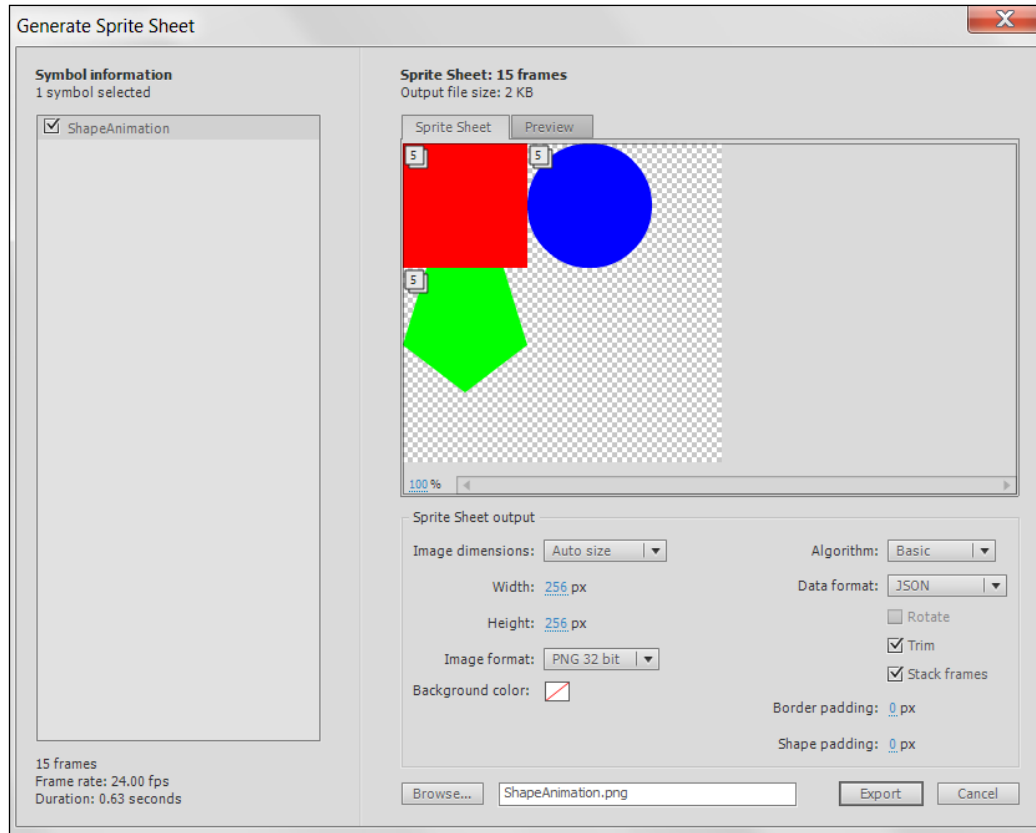 Generate Sprite Sheet
X
Symbol information
1 symbol selected
ShapeAnimation
15 frames
Frame rate: 24.00 fps
Duration: 0.63 seconds
Sprite Sheet: 15 frames
Output file size: 2 KB
Sprite Sheet
Preview
5
5
5
100 %
Sprite Sheet output
Image dimensions: Auto size
Width: 256 px
Height: 256 px
Image format: PNG 32 bit
Background color:
Algorithm: Basic
Data format: JSON
Rotate
Trim
Stack frames
Border padding: 0 px
Shape padding: 0 px
Browse... ShapeAnimation.png Export Cancel